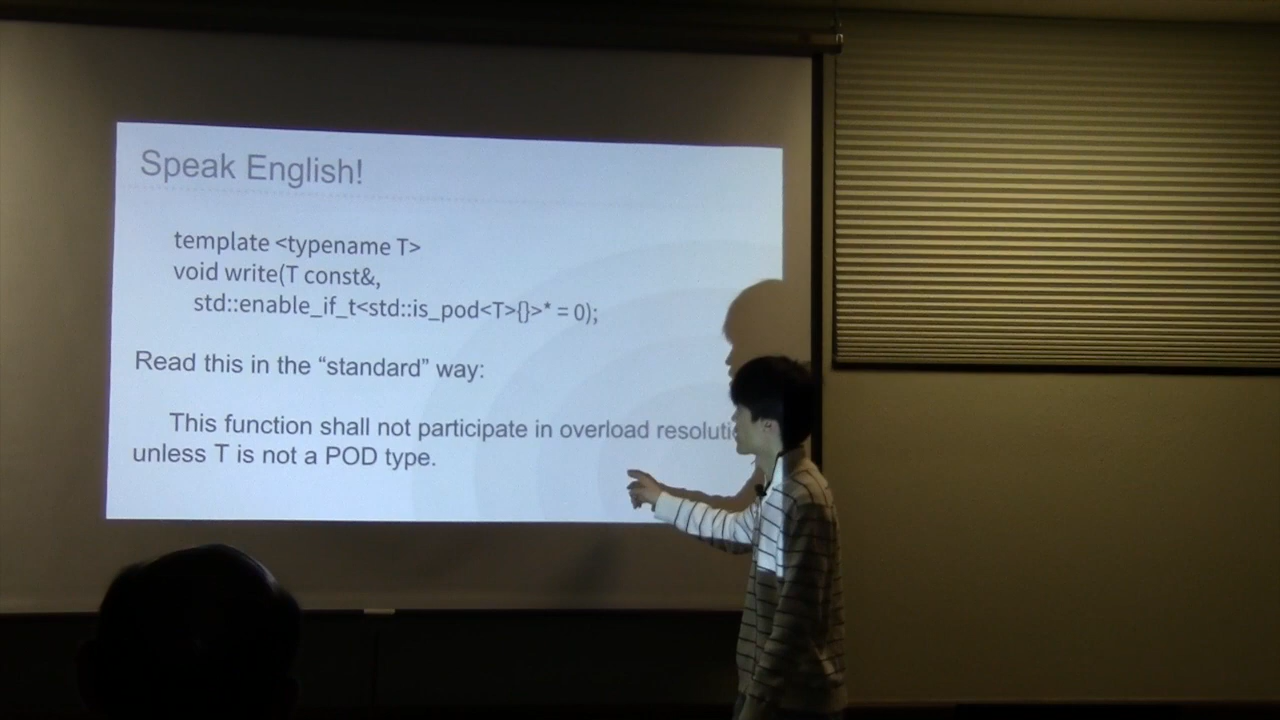 Speak English!
template <typename T>
void write(T const&,
std::enable_if_t<std::is_pod<T>{}>* = 0);
Read this in the “standard” way:
This function shall not participate in overload
unless T is not a POD type.